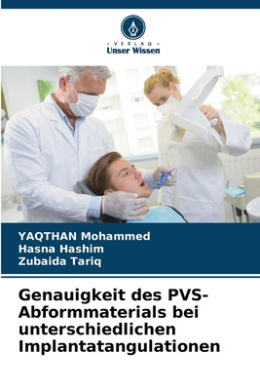 VERLAG
Unser Wissen
YAQTHAN Mohammed
Hasna Hashim
Zubaida Tariq
Genauigkeit des PVS-
Abformmaterials bei
unterschiedlichen
Implantatangulationen